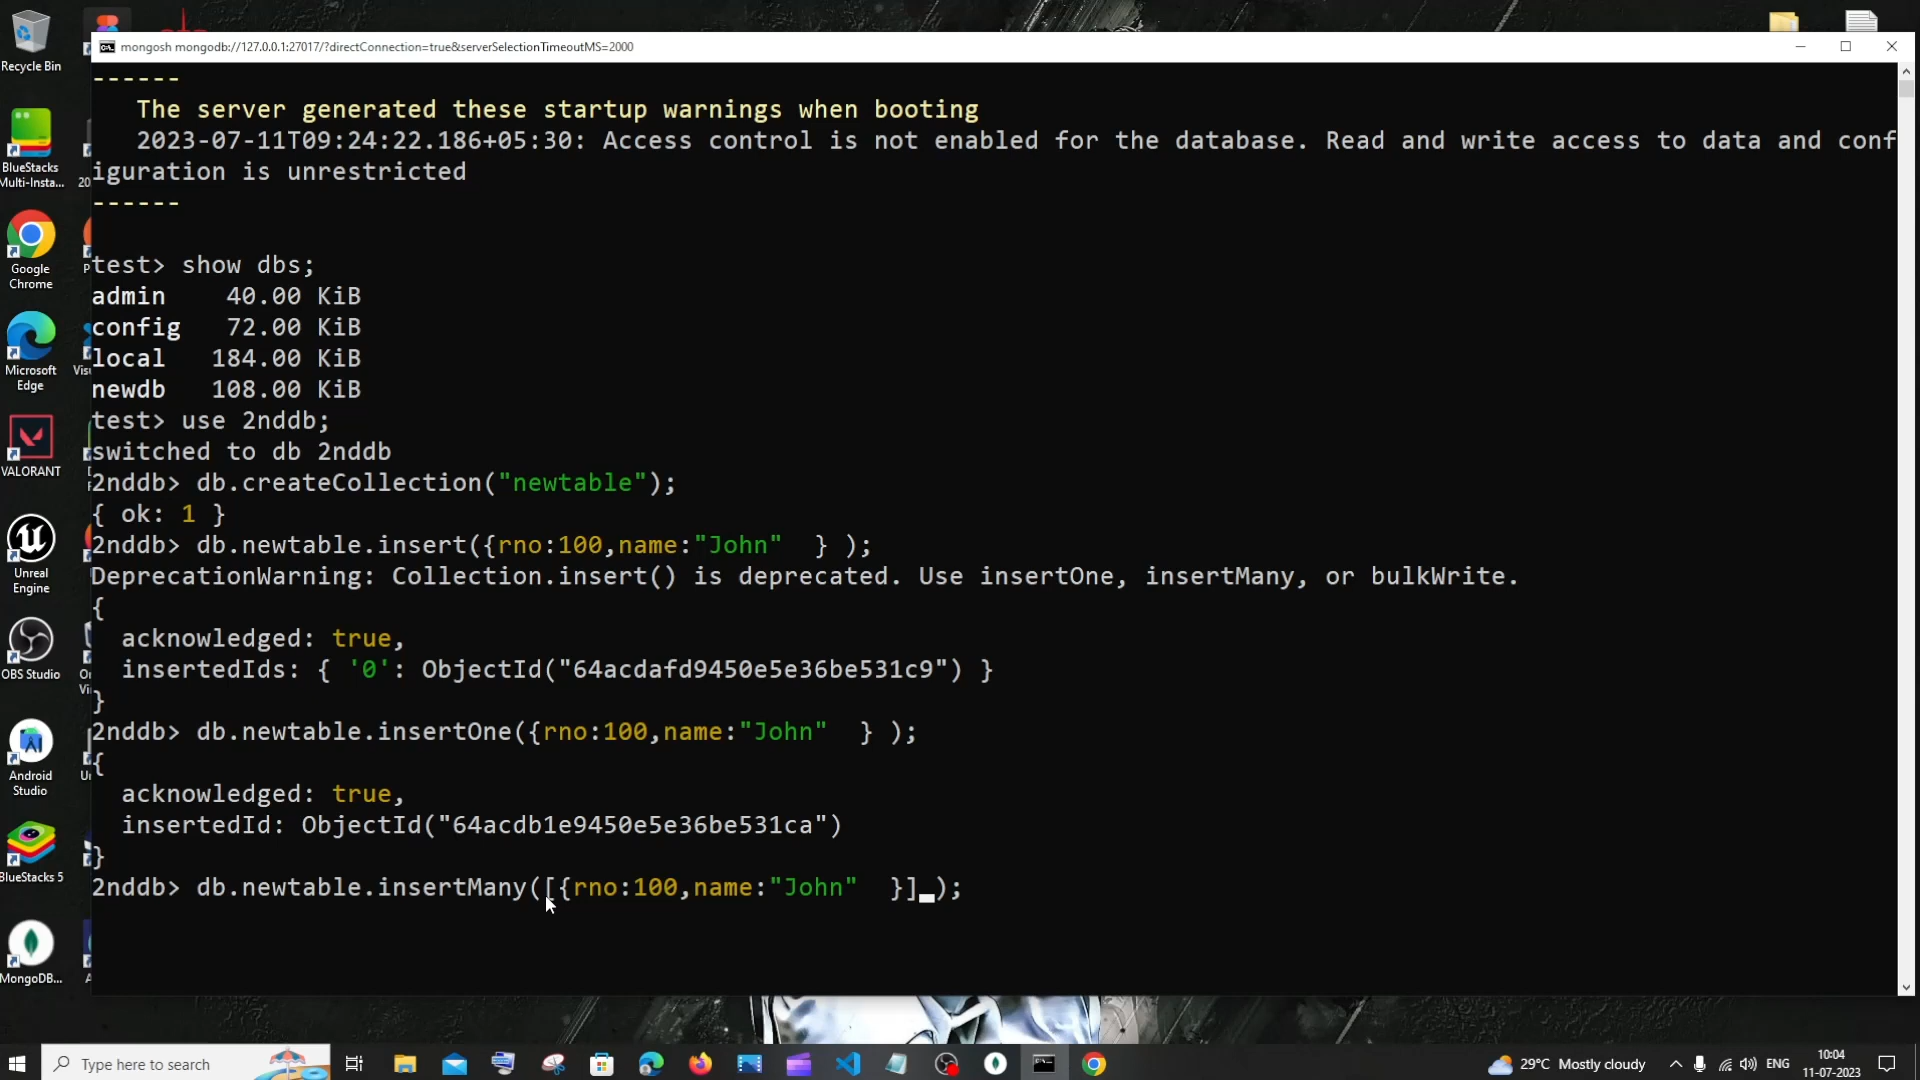 mongosh mongodb://127.0.0.1:27017/?directConnection=true&serverSelectionTimeoutMS=2000
------
The server generated these startup warnings when booting
2023-07-11T09:24:22.186+05:30: Access control is not enabled for the database. Read and write access to data and conf
iguration is unrestricted
------
test> show dbs;
admin 40.00 KiB
config 72.00 KiB
local 184.00 KiB
newdb 108.00 KiB
test> use 2nddb;
switched to db 2nddb
2nddb> db.createCollection("newtable");
{ ok: 1 }
2nddb> db.newtable.insert({rno:100,name:"John"  } );
DeprecationWarning: Collection.insert() is deprecated. Use insertOne, insertMany, or bulkWrite.
{
acknowledged: true,
insertedIds: { '0': ObjectId("64acdafd9450e5e36be531c9") }
}
2nddb> db.newtable.insertOne({rno:100,name:"John"  } );
{
acknowledged: true,
insertedId: ObjectId("64acdb1e9450e5e36be531ca")
}
2nddb> db.newtable.insertMany([{rno:100,name:"John"  }] );
Recycle Bin
BlueStacks
Multi-Insta...
Google
Chrome
Microsoft
Edge
VALORANT
Unreal
Engine
OBS Studio
Android
Studio
BlueStacks 5
MongoDB...
Type here to search
29°C Mostly cloudy
ENG
10:04
11-07-2023